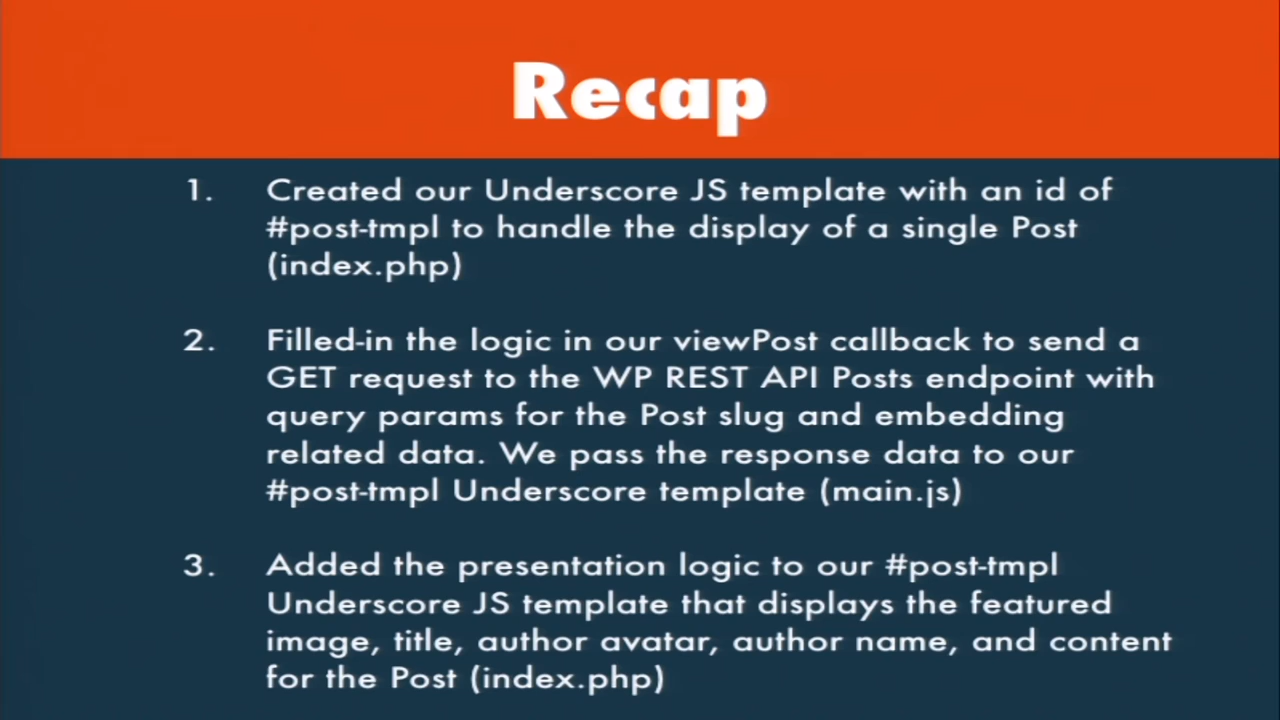 Recap
1. Created our Underscore JS template with an id of
#post-tmpl to handle the display of a single Post
(index.php)
2. Filled-in the logic in our viewPost callback to send a
GET request to the WP REST API Posts endpoint with
query params for the Post slug and embedding
related data. We pass the response data to our
#post-tmpl Underscore template (main.js)
3. Added the presentation logic to our #post-tmpl
Underscore JS template that displays the featured
image, title, author avatar, author name, and content
for the Post (index.php)